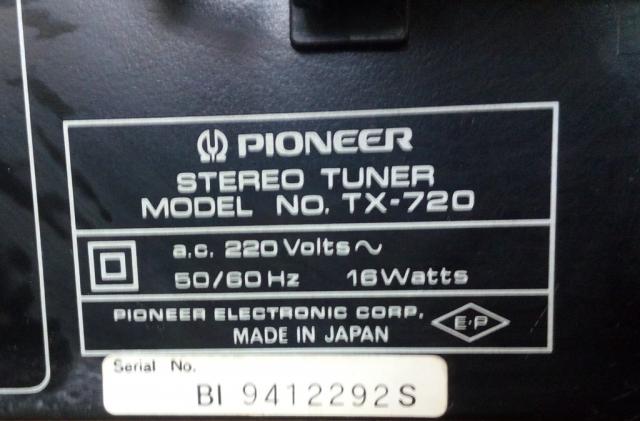 PIONEER
STEREO TUNER
MODEL NO. TX-720
a.c. 220 Volts~
50/60 Hz 16 Watts
PIONEER ELECTRONIC CORP.
MADE IN JAPAN
E·P
Serial No.
BI 9412292 S